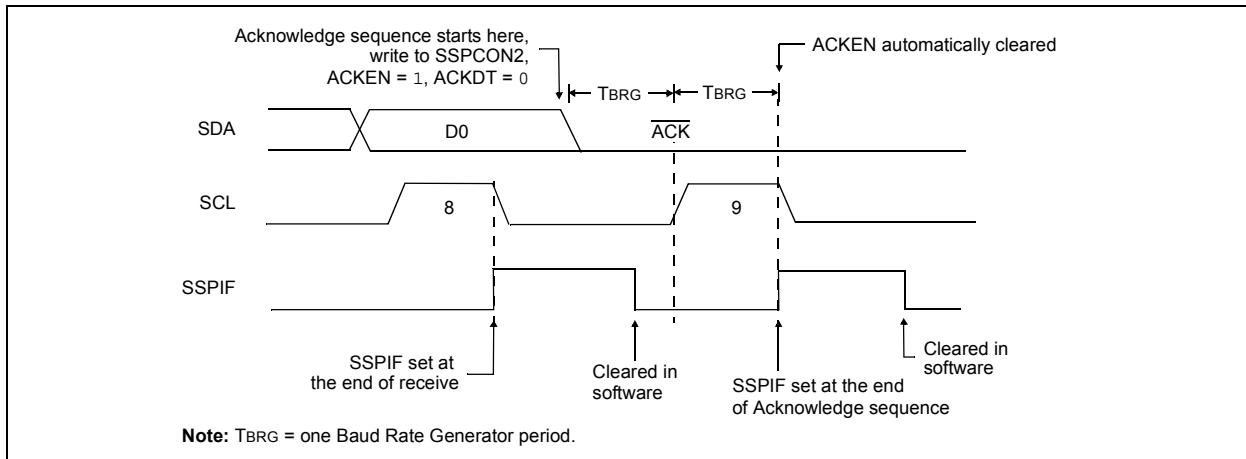 Acknowledge sequence starts here,
write to SSPCON2,
ACKEN = 1, ACKDT = 0
ACKEN automatically cleared
TBRG
TBRG
SDA
D0
ACK
SCL
8
9
SSPIF
SSPIF set at
the end of receive
Cleared in
software
SSPIF set at the end
of Acknowledge sequence
Cleared in
software
Note: TBRG = one Baud Rate Generator period.